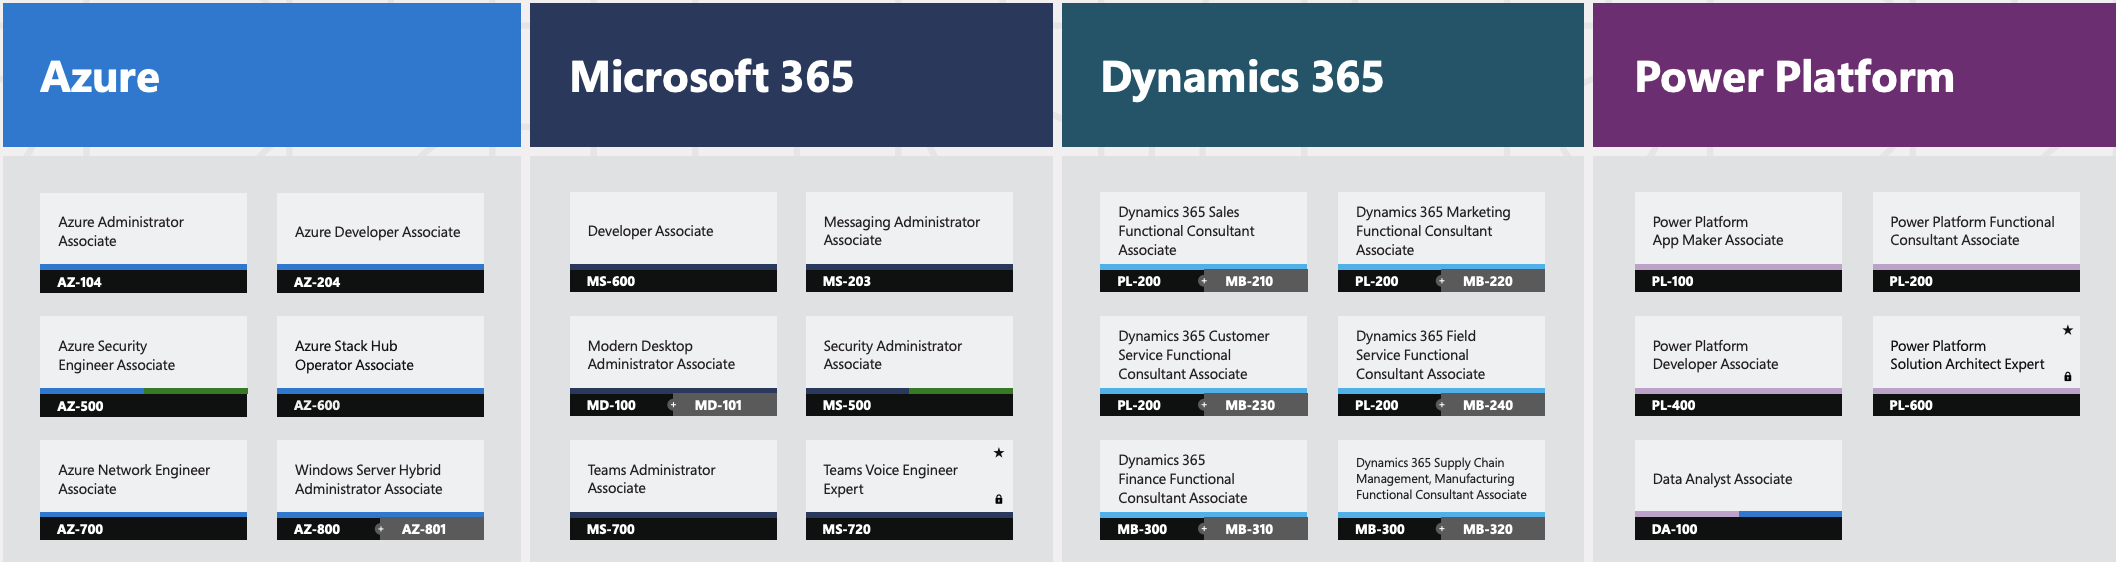 Azure
Azure Administrator
Associate
AZ-104
Azure Developer Associate
AZ-204
Azure Security
Engineer Associate
AZ-500
Azure Stack Hub
Operator Associate
AZ-600
Azure Network Engineer
Associate
AZ-700
Windows Server Hybrid
Administrator Associate
AZ-800 + AZ-801
Microsoft 365
Developer Associate
MS-600
Messaging Administrator
Associate
MS-203
Modern Desktop
Administrator Associate
MD-100 + MD-101
Security Administrator
Associate
MS-500
Teams Administrator
Associate
MS-700
Teams Voice Engineer
Expert
MS-720
Dynamics 365
Dynamics 365 Sales
Functional Consultant
Associate
PL-200 + MB-210
Dynamics 365 Marketing
Functional Consultant
Associate
PL-200 + MB-220
Dynamics 365 Customer
Service Functional
Consultant Associate
PL-200 + MB-230
Dynamics 365 Field
Service Functional
Consultant Associate
PL-200 + MB-240
Dynamics 365
Finance Functional
Consultant Associate
MB-300 + MB-310
Dynamics 365 Supply Chain
Management, Manufacturing
Functional Consultant Associate
MB-300 + MB-320
Power Platform
Power Platform
App Maker Associate
PL-100
Power Platform Functional
Consultant Associate
PL-200
Power Platform
Developer Associate
PL-400
Power Platform
Solution Architect Expert
PL-600
Data Analyst Associate
DA-100